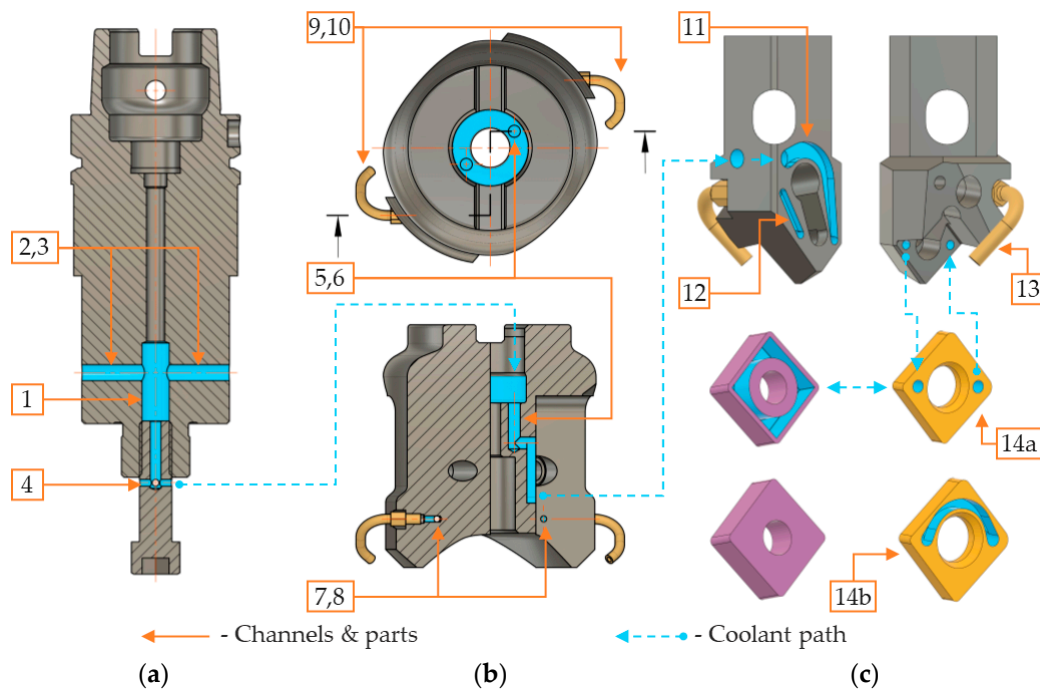 9,10
11
2,3
5,6
12
13
1
14a
4
14b
7,8
- Channels & parts
- Coolant path
(a)
(b)
(c)